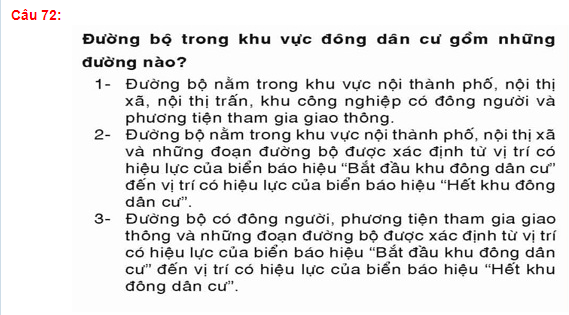 Câu 72:
Đường bộ trong khu vực đông dân cư gồm những
đường nào?
1- Đường bộ nằm trong khu vực nội thành phố, nội thị
xã, nội thị trấn, khu công nghiệp có đông người và
phương tiện tham gia giao thông.
2- Đường bộ nằm trong khu vực nội thành phố, nội thị xã
và những đoạn đường bộ được xác định từ vị trí có
hiệu lực của biển báo hiệu “Bắt đầu khu đông dân cư”
đến vị trí có hiệu lực của biển báo hiệu “Hết khu đông
dân cư”.
3- Đường bộ có đông người, phương tiện tham gia giao
thông và những đoạn đường bộ được xác định từ vị trí
có hiệu lực của biển báo hiệu “Bắt đầu khu đông dân
cư” đến vị trí có hiệu lực của biển báo hiệu “Hết khu
đông dân cư”.